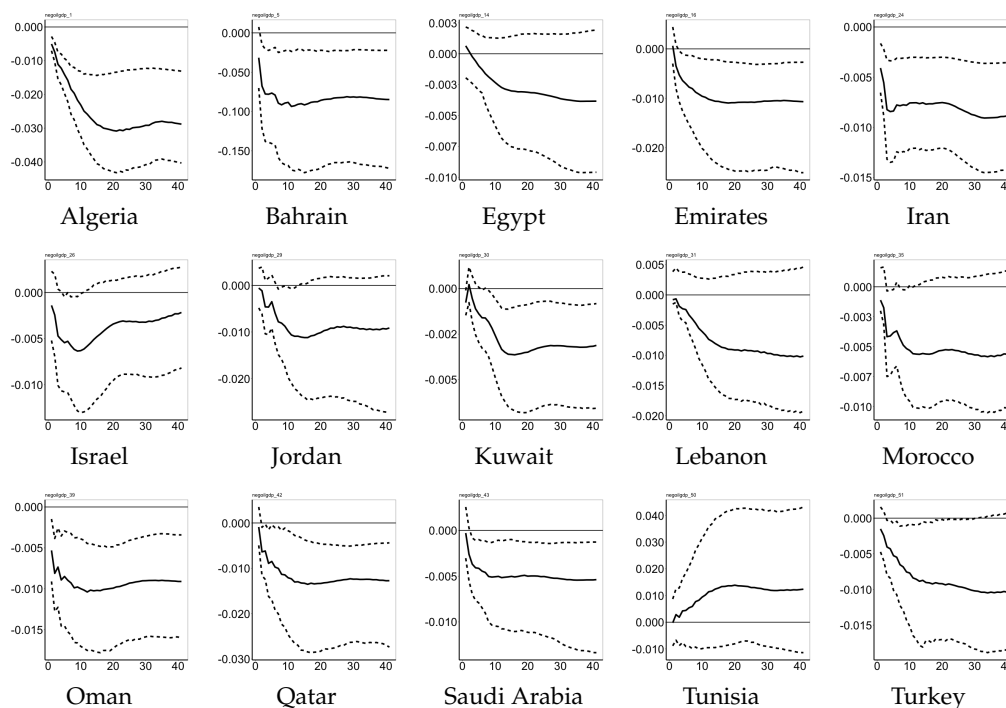 negoilgdp_1 negoilgdp_5 negoilgdp_14 negoilgdp_16 negoilgdp_24
0.000 0.000 0.003 0.000 0.000
-0.010 -0.050 0.000 -0.010 -0.005
-0.020 -0.100 -0.003 -0.020 -0.010
-0.030 -0.150 -0.007 -0.015
-0.040 -0.010
0 10 20 30 40 0 10 20 30 40 0 10 20 30 40 0 10 20 30 40 0 10 20 30 40
Algeria Bahrain Egypt Emirates Iran
negoilgdp_26 negoilgdp_29 negoilgdp_30 negoilgdp_31 negoilgdp_35
0.000 0.000 0.000 0.005 0.000
-0.005 -0.010 -0.002 0.000 -0.003
-0.010 -0.020 -0.005 -0.005 -0.005
-0.010 -0.007
-0.015 -0.010
-0.020
0 10 20 30 40 0 10 20 30 40 0 10 20 30 40 0 10 20 30 40 0 10 20 30 40
Israel Jordan Kuwait Lebanon Morocco
negoilgdp_39 negoilgdp_42 negoilgdp_43 negoilgdp_50 negoilgdp_51
0.000 0.000 0.000 0.040 0.000
-0.005 -0.010 -0.005 0.030 -0.005
-0.010 -0.020 -0.010 0.020 -0.010
-0.015 -0.030 0.010 -0.015
0.000
-0.010
0 10 20 30 40 0 10 20 30 40 0 10 20 30 40 0 10 20 30 40 0 10 20 30 40
Oman Qatar Saudi Arabia Tunisia Turkey